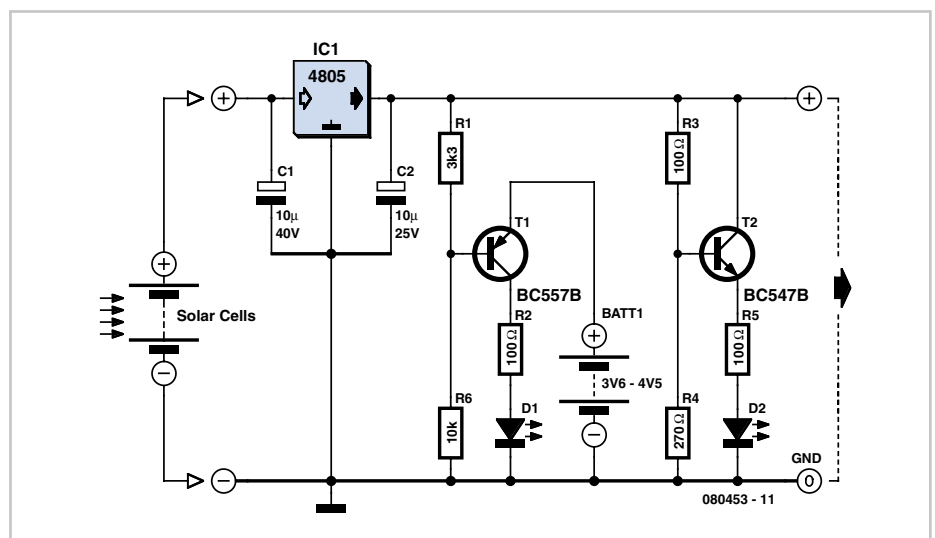 IC1
4805
R1
3k3
R3
100Ω
C1
10µ
40V
C2
10µ
25V
T1
T2
BC557B
BC547B
Solar Cells
R2
100Ω
BATT1
3V6 - 4V5
R5
100Ω
R6
10k
D1
R4
270Ω
D2
GND
0
080453 - 11